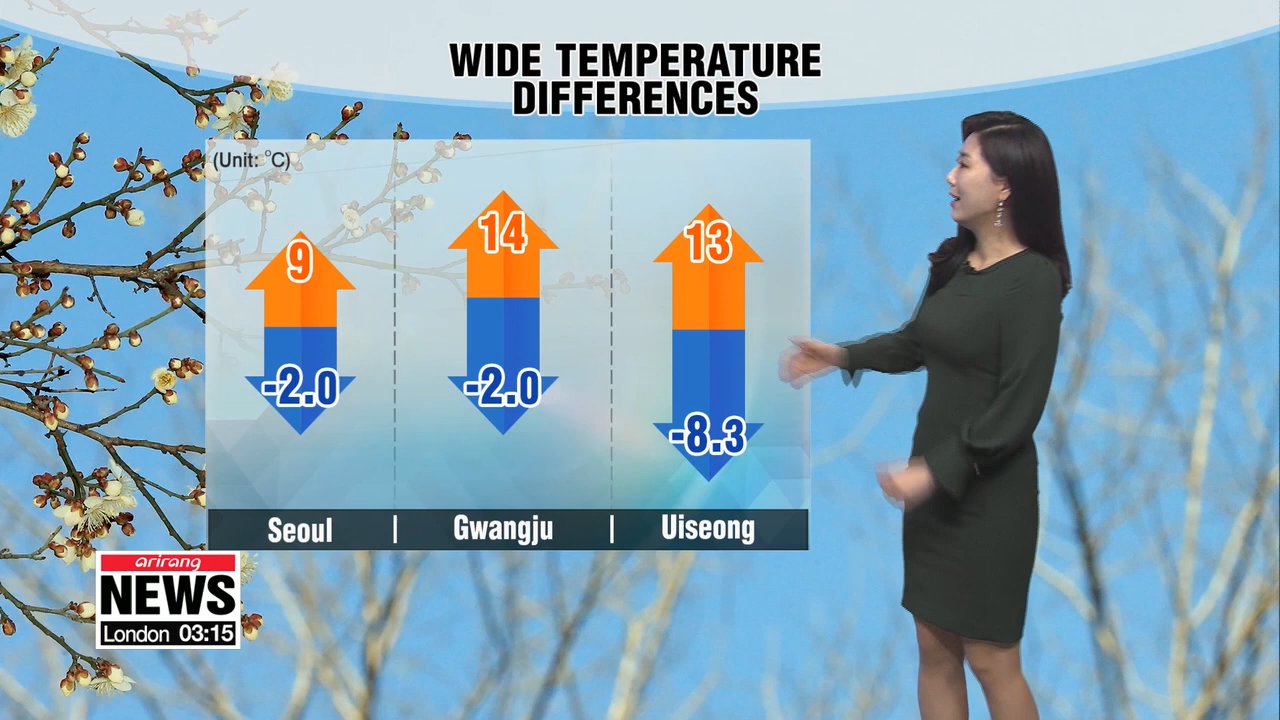 WIDE TEMPERATURE
DIFFERENCES
(Unit: °C)
9
14
13
-2.0
-2.0
-8.3
Seoul | Gwangju | Uiseong
arirang
NEWS
London 03:15